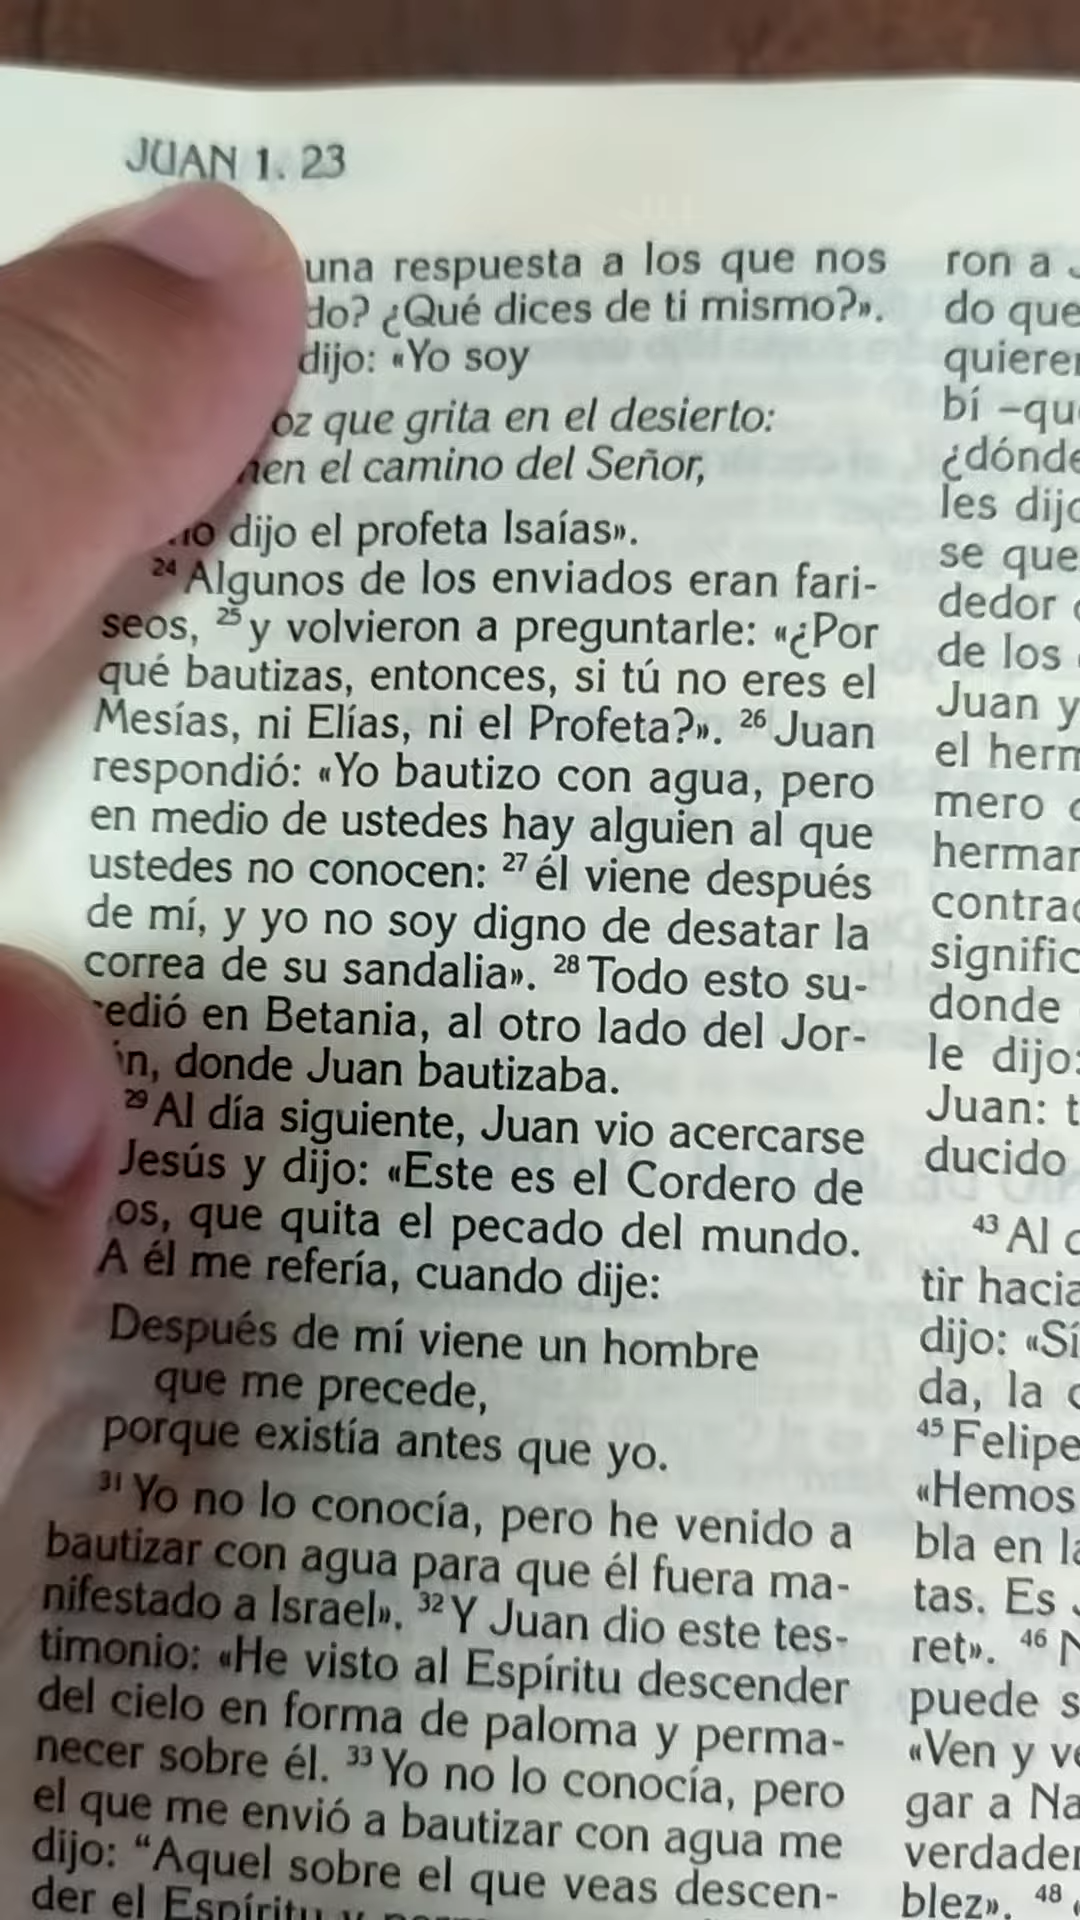 JUAN 1. 23
una respuesta a los que nos
do? ¿Qué dices de ti mismo?».
dijo: «Yo soy
oz que grita en el desierto:
en el camino del Señor,
dijo el profeta Isaías».
24 Algunos de los enviados eran fari-
seos, 25 y volvieron a preguntarle: «¿Por
qué bautizas, entonces, si tú no eres el
Mesías, ni Elías, ni el Profeta?». 26 Juan
respondió: «Yo bautizo con agua, pero
en medio de ustedes hay alguien al que
ustedes no conocen: 27 él viene después
de mí, y yo no soy digno de desatar la
correa de su sandalia». 28 Todo esto su-
edió en Betania, al otro lado del Jor-
n, donde Juan bautizaba.
29 Al día siguiente, Juan vio acercarse
Jesús y dijo: «Este es el Cordero de
os, que quita el pecado del mundo.
A él me refería, cuando dije:
Después de mí viene un hombre
que me precede,
porque existía antes que yo.
31 Yo no lo conocía, pero he venido a
bautizar con agua para que él fuera ma-
nifestado a Israel». 32 Y Juan dio este tes-
timonio: «He visto al Espíritu descender
del cielo en forma de paloma y perma-
necer sobre él. 33 Yo no lo conocía, pero
el que me envió a bautizar con agua me
dijo: “Aquel sobre el que veas descen-
der el Espíritu y
ron a
do que
quieren
bí –qu
¿dónde
les dijo
se que
dedor
de los
Juan y
el herm
mero
herman
contrad
signific
donde
le dijo:
Juan: t
ducido
43 Al
tir hacia
dijo: «Sí
da, la
45 Felipe
«Hemos
bla en la
tas. Es
ret». 46
puede s
«Ven y ve
gar a Na
verdader
blez». 48